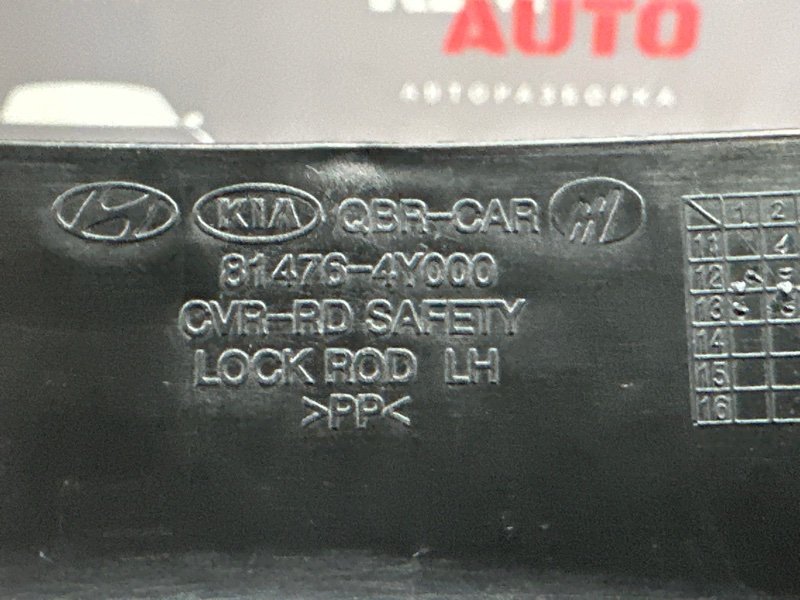 AUTO
АВТОРАЗБОРКА
KIA QBR-CAR
81476-4Y000
CVR-RD SAFETY
LOCK ROD LH
>PP<
1 2
11 4
12 5
13
14
15
16